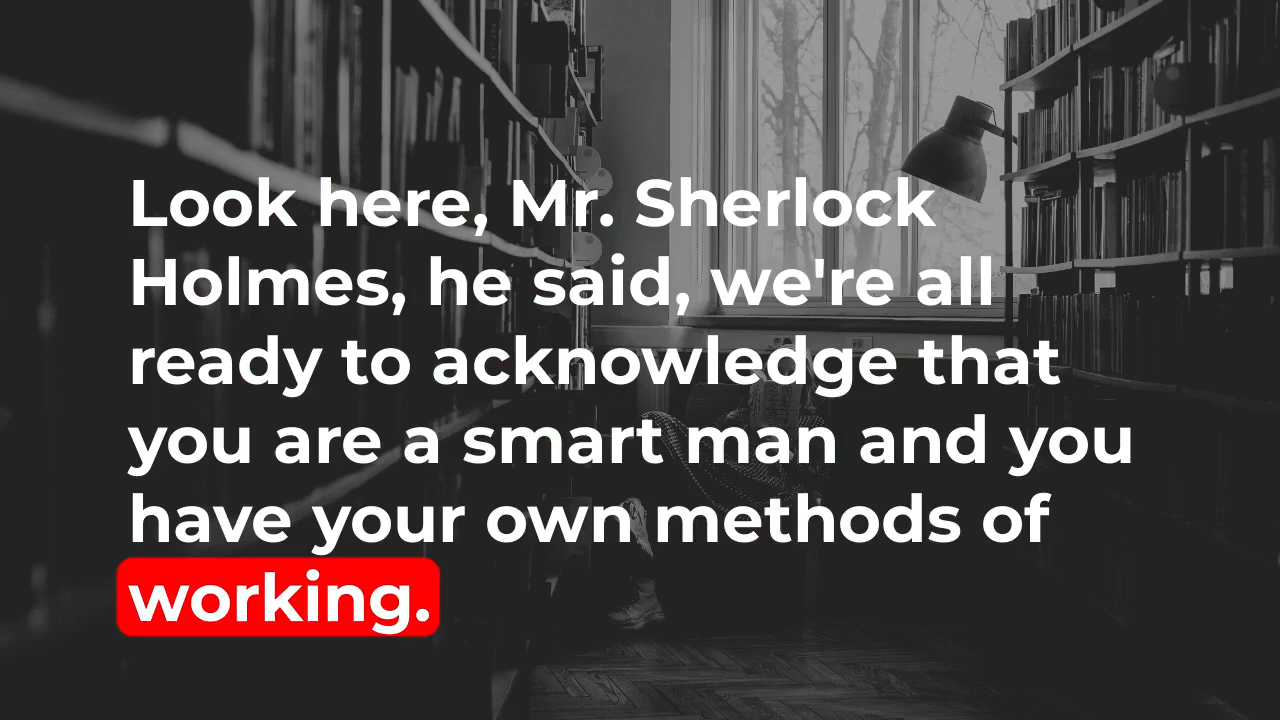 Look here, Mr. Sherlock
Holmes, he said, we're all
ready to acknowledge that
you are a smart man and you
have your own methods of
working.